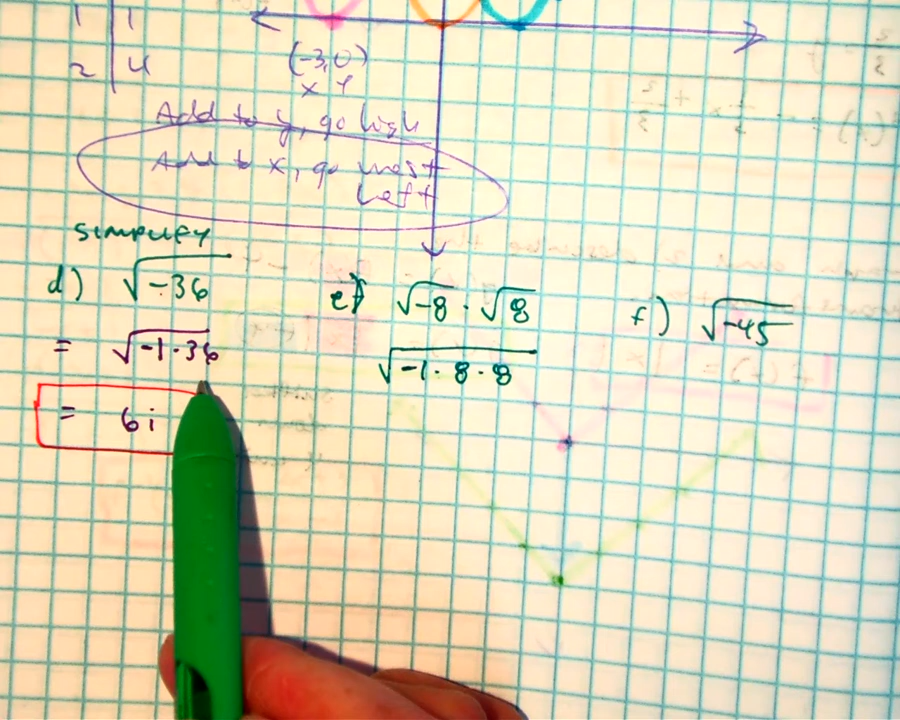 1 1
2 4
(-3,0)
x y
Add to y, go high
Add to x, go
Left
SIMPLIFY
d) √-36
= √-1·36
= 6i
e) √-8 · √8
√-1·8·8
f) √-45